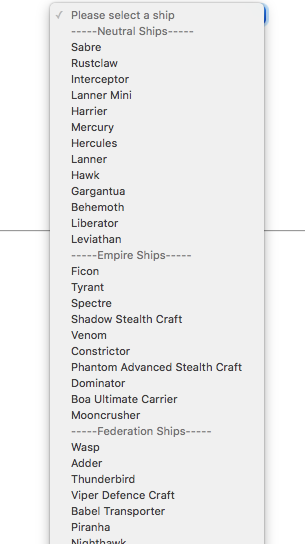 ✓ Please select a ship
-----Neutral Ships-----
Sabre
Rustclaw
Interceptor
Lanner Mini
Harrier
Mercury
Hercules
Lanner
Hawk
Gargantua
Behemoth
Liberator
Leviathan
-----Empire Ships-----
Ficon
Tyrant
Spectre
Shadow Stealth Craft
Venom
Constrictor
Phantom Advanced Stealth Craft
Dominator
Boa Ultimate Carrier
Mooncrusher
-----Federation Ships-----
Wasp
Adder
Thunderbird
Viper Defence Craft
Babel Transporter
Piranha
Nighthawk